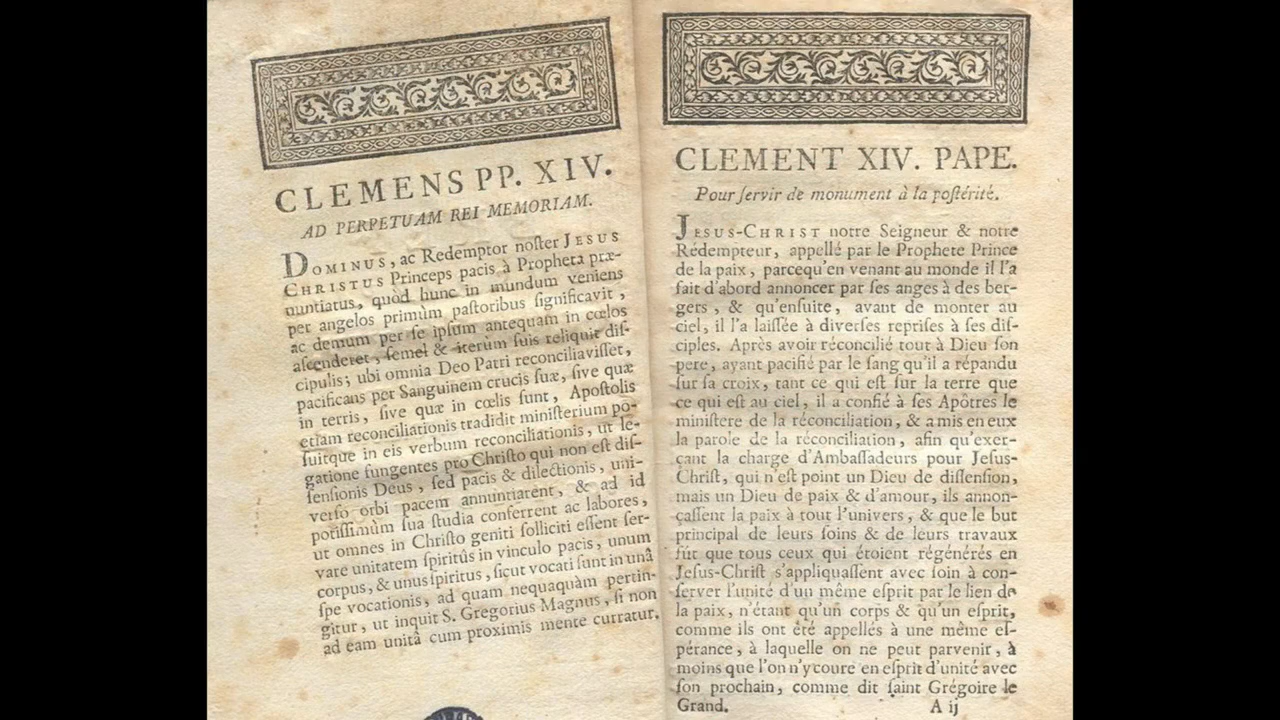 CLEMENS PP. XIV.
AD PERPETUAM REI MEMORIAM.
DOMINUS, ac Redemptor noſter JESUS
CHRISTUS Princeps pacis à Propheta præ-
nuntiatus, quòd hunc in mundum veniens
per angelos primùm paſtoribus ſignificavit,
ac demum per ſe ipſum antequam in cœlos
aſcenderet, ſemel & iterùm ſuis reliquit diſ-
cipulis; ubi omnia Deo Patri reconciliaviſſet,
pacificans per Sanguinem crucis ſuæ, ſive quæ
in terris, ſive quæ in cœlis ſunt, Apoſtolis
etiam reconciliationis tradidit miniſterium po-
ſuitque in eis verbum reconciliationis, ut le-
gatione fungentes pro Chriſto qui non eſt diſ-
ſenſionis Deus, ſed pacis & dilectionis, uni-
verſo orbi pacem annuntiarent, & ad id
potiſſimùm ſua ſtudia conferrent ac labores,
ut omnes in Chriſto geniti ſolliciti eſſent ſer-
vare unitatem ſpiritûs in vinculo pacis, unum
corpus, & unus ſpiritus, ſicut vocati ſunt in unâ
ſpe vocationis, ad quam nequaquàm pertin-
gitur, ut inquit S. Gregorius Magnus, ſi non
ad eam unitâ cum proximis mente curratur.
CLEMENT XIV. PAPE.
Pour ſervir de monument à la poſtérité.
JESUS-CHRIST notre Seigneur & notre
Rédempteur, appellé par le Prophete Prince
de la paix, parcequ'en venant au monde il l'a
fait d'abord annoncer par ſes anges à des ber-
gers, & qu'enſuite, avant de monter au
ciel, il l'a laiſſée à diverſes repriſes à ſes diſ-
ciples. Après avoir réconcilié tout à Dieu ſon
pere, ayant pacifié par le ſang qu'il a répandu
ſur ſa croix, tant ce qui eſt ſur la terre que
ce qui eſt au ciel, il a confié à ſes Apôtres le
miniſtere de la réconciliation, & a mis en eux
la parole de la réconciliation, afin qu'exer-
çant la charge d'Ambaſſadeurs pour Jeſus-
Chriſt, qui n'eſt point un Dieu de diſſenſion,
mais un Dieu de paix & d'amour, ils annon-
çaſſent la paix à tout l'univers, & que le but
principal de leurs ſoins & de leurs travaux
fût que tous ceux qui étoient régénérés en
Jeſus-Chriſt s'appliquaſſent avec ſoin à con-
ſerver l'unité d'un même eſprit par le lien de
la paix, n'étant qu'un corps & qu'un eſprit,
comme ils ont été appellés à une même eſ-
pérance, à laquelle on ne peut parvenir, à
moins que l'on n'y coure en eſprit d'unité avec
ſon prochain, comme dit ſaint Grégoire le
Grand. A ij